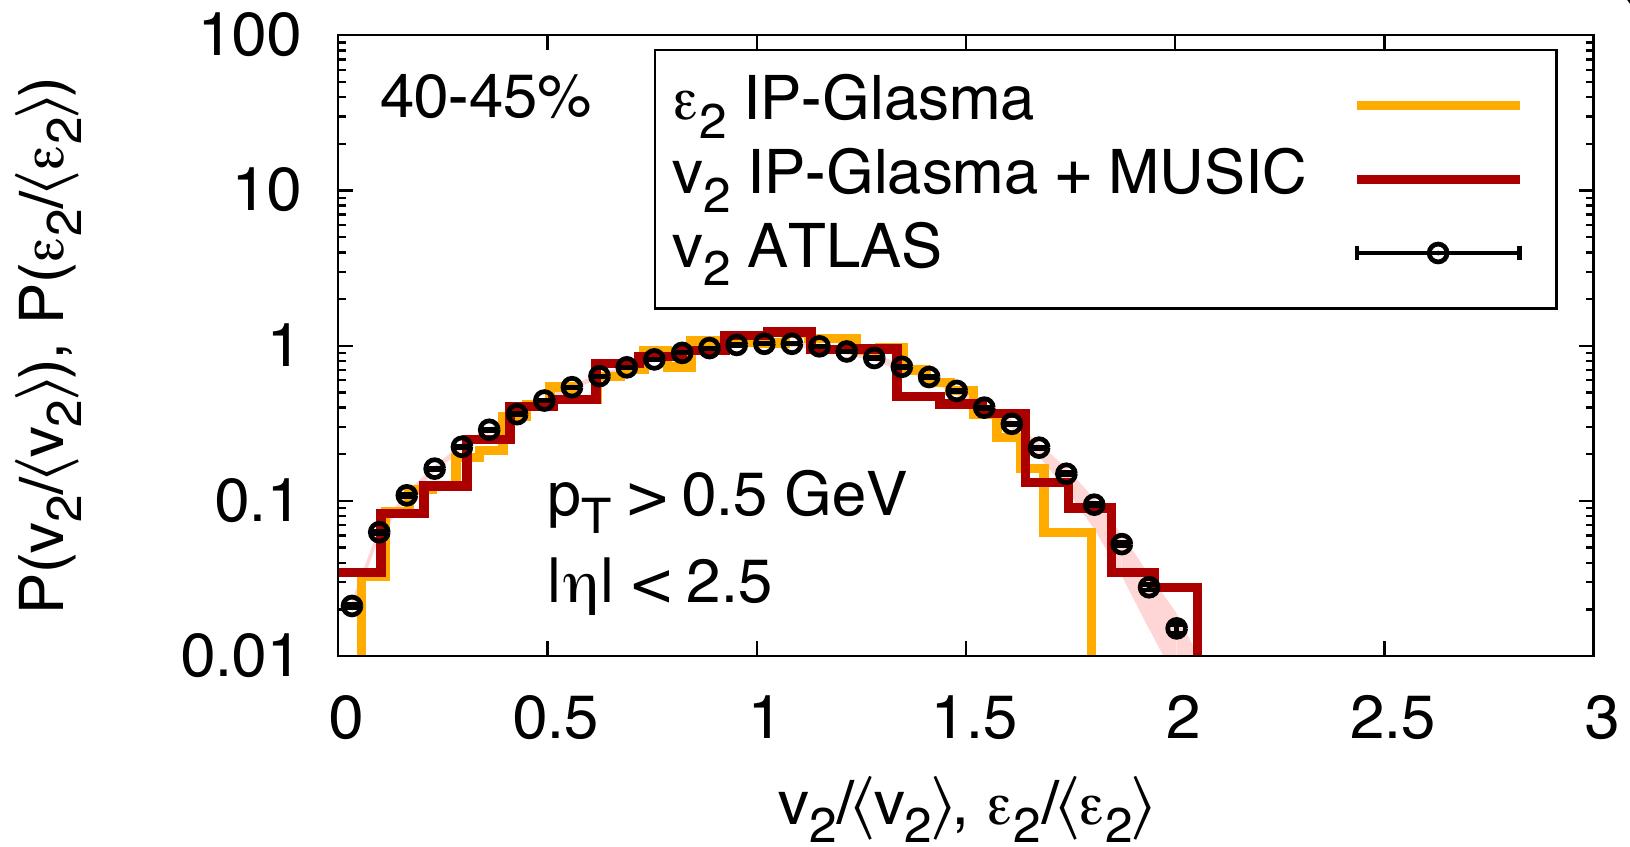 100
10
1
0.1
0.01
P(v₂/⟨v₂⟩), P(ε₂/⟨ε₂⟩)
40-45%
ε₂ IP-Glasma
v₂ IP-Glasma + MUSIC
v₂ ATLAS
p_T > 0.5 GeV
|η| < 2.5
0 0.5 1 1.5 2 2.5 3
v₂/⟨v₂⟩, ε₂/⟨ε₂⟩